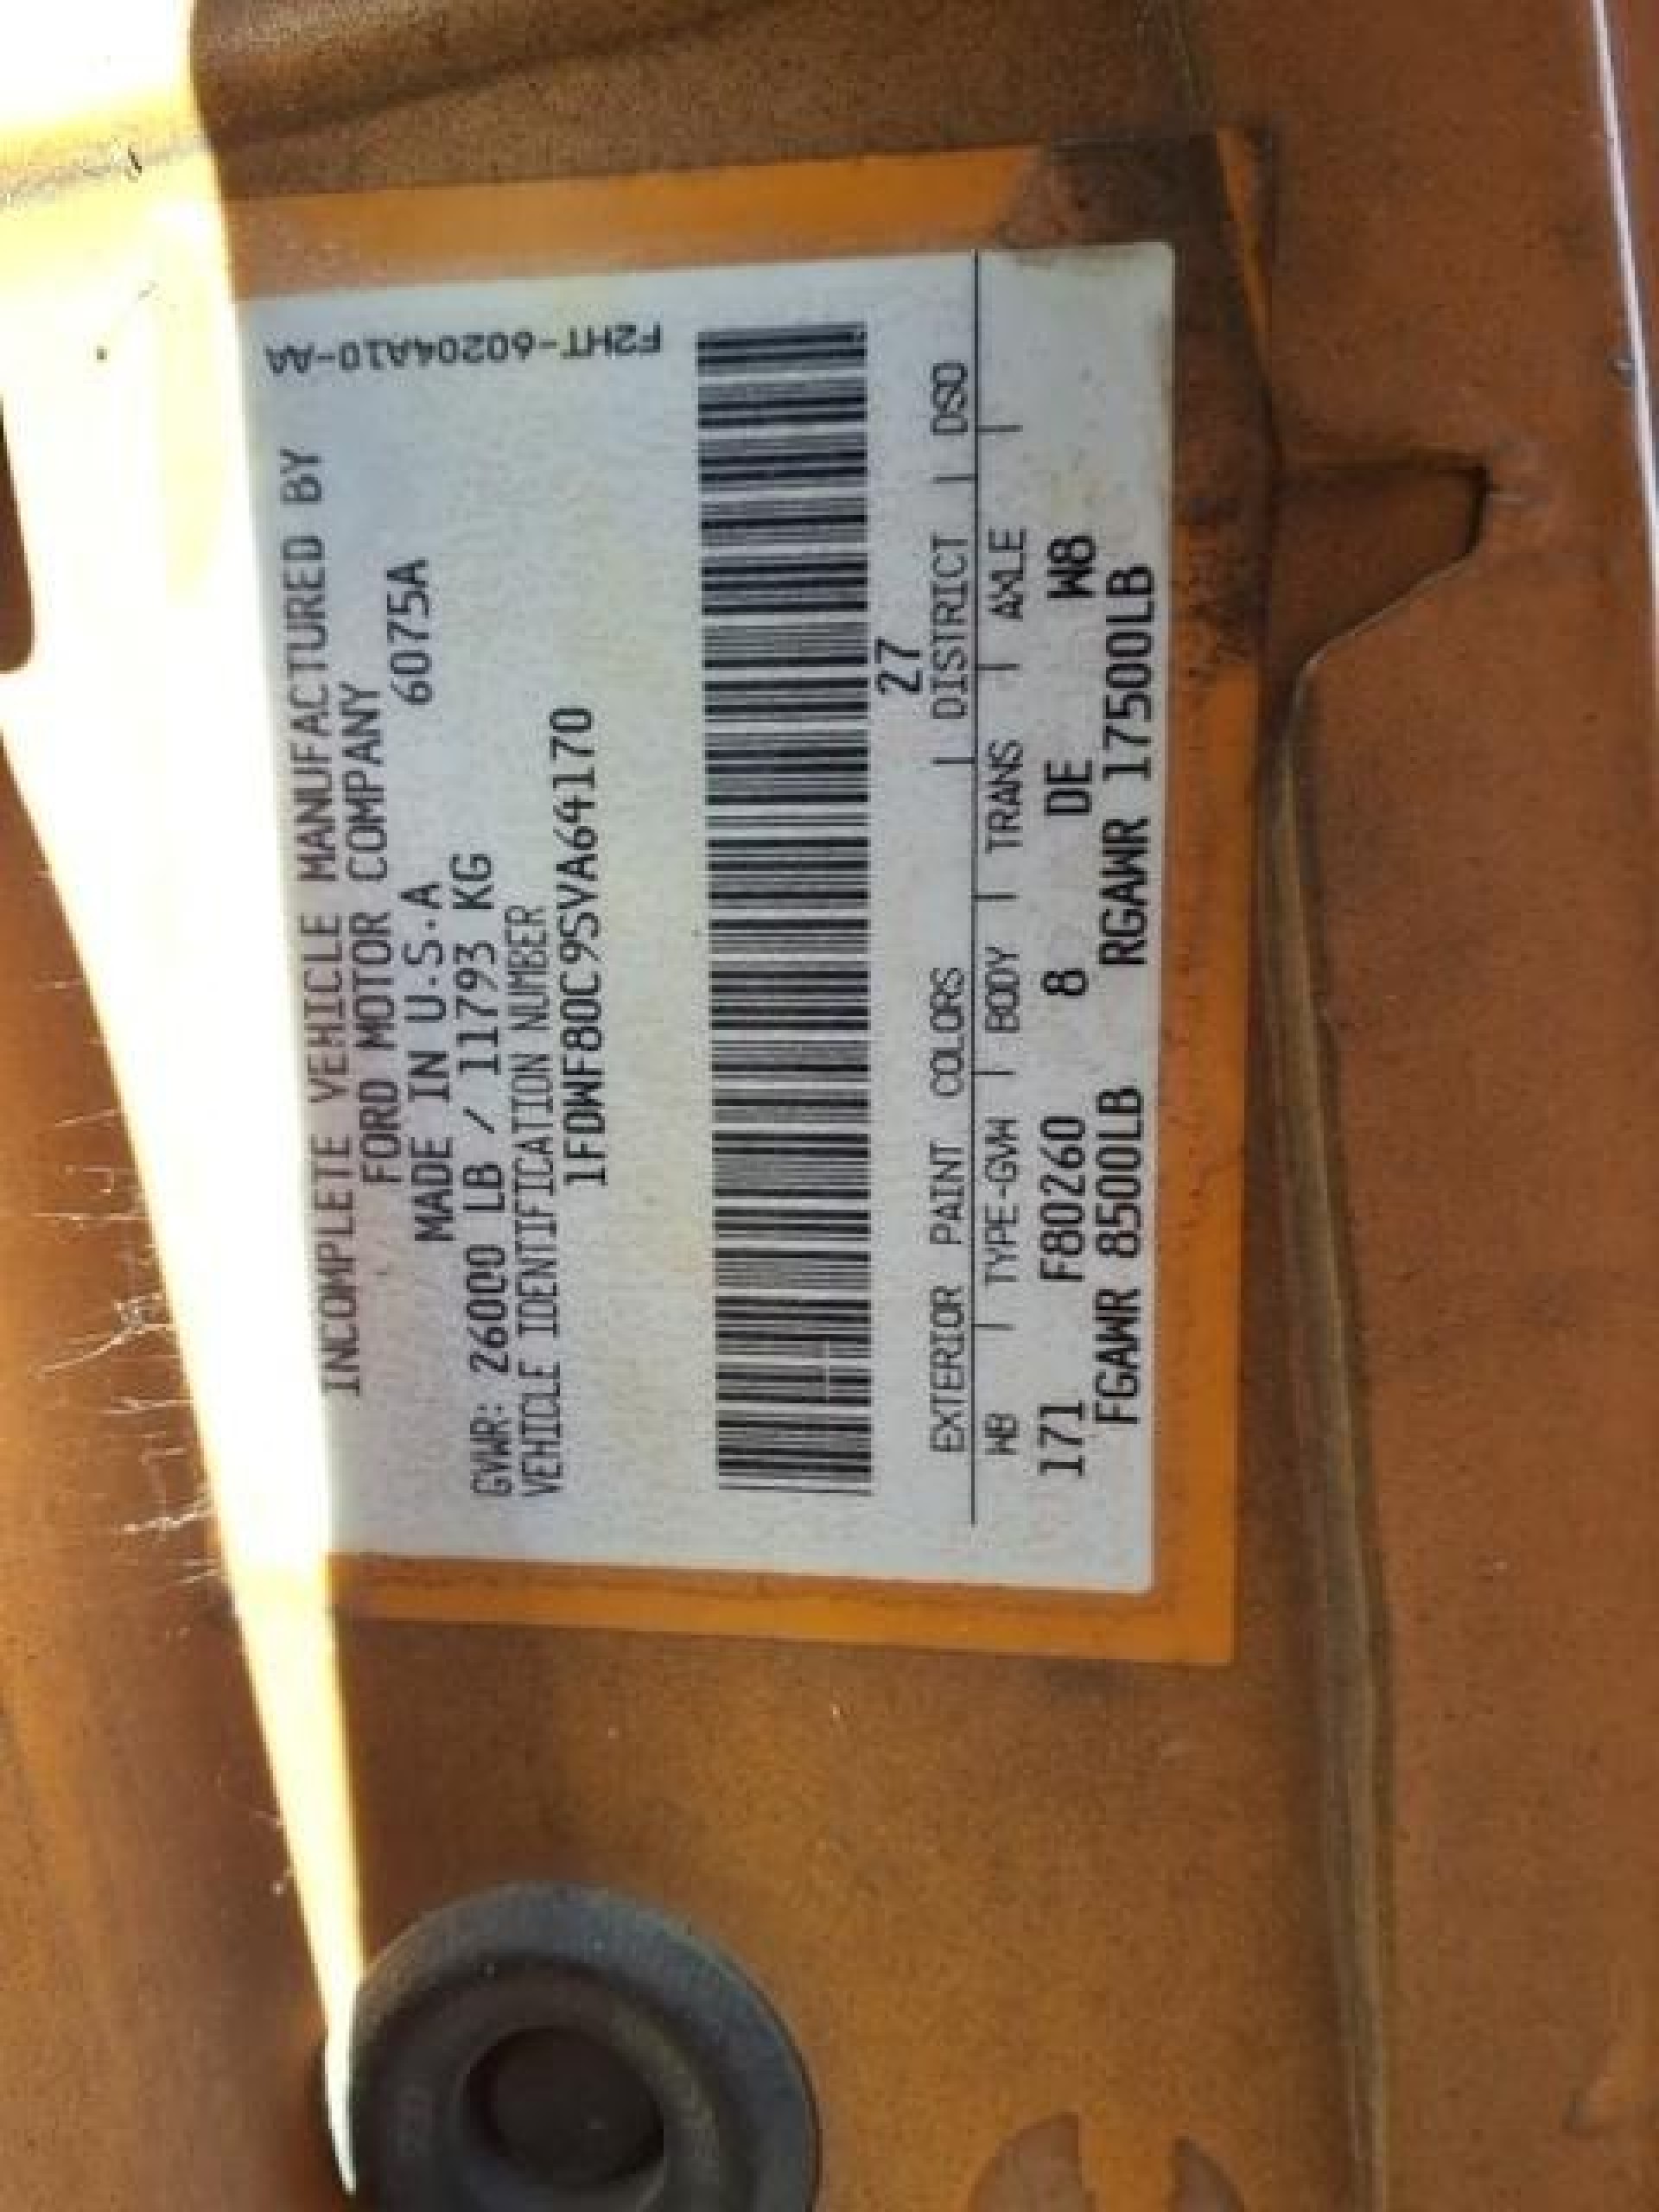 INCOMPLETE VEHICLE MANUFACTURED BY
FORD MOTOR COMPANY
MADE IN U.S.A 6075A
GVWR: 26000 LB / 11793 KG
VEHICLE IDENTIFICATION NUMBER
1FDWF80C9SVA64170
F2HT-60204A10-AA
27
EXTERIOR PAINT COLORS | DISTRICT | DSO
WB | TYPE-GVW | BODY | TRANS | AXLE |
171 F80260 8 DE W8
FGAWR 8500LB RGAWR 17500LB